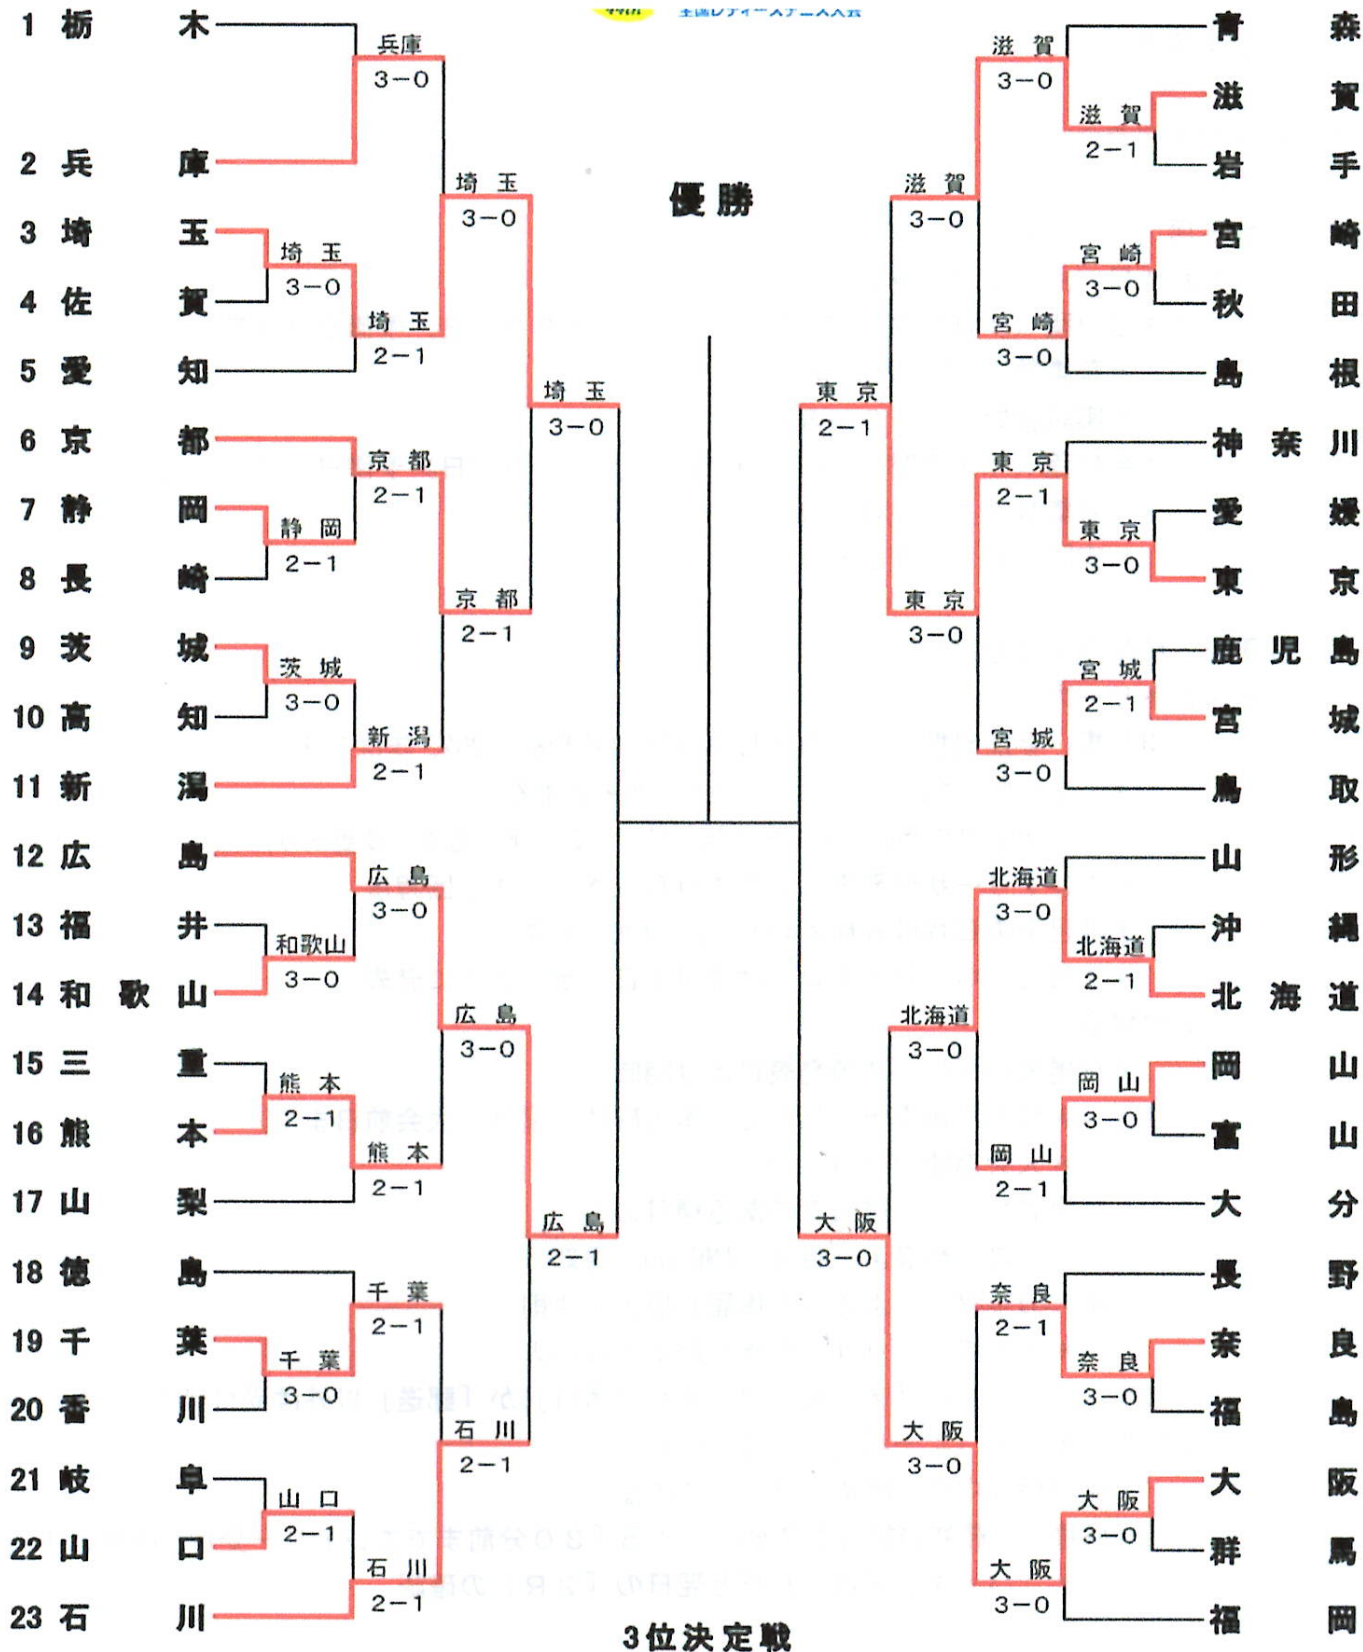 全国レディーステニス大会
1 栃木
兵庫
3-0
2 兵庫
埼玉
3-0
3 埼玉
埼玉
3-0
4 佐賀
埼玉
2-1
5 愛知
埼玉
3-0
6 京都
京都
2-1
7 静岡
静岡
2-1
8 長崎
京都
2-1
9 茨城
茨城
3-0
10 高知
新潟
2-1
11 新潟
12 広島
広島
3-0
13 福井
和歌山
3-0
14 和歌山
広島
3-0
15 三重
熊本
2-1
16 熊本
熊本
2-1
17 山梨
広島
2-1
18 徳島
千葉
2-1
19 千葉
千葉
3-0
20 香川
石川
2-1
21 岐阜
山口
2-1
22 山口
石川
2-1
23 石川
優勝
3位決定戦
青森
滋賀
3-0
滋賀
滋賀
2-1
岩手
滋賀
3-0
宮崎
宮崎
3-0
秋田
宮崎
3-0
島根
東京
2-1
神奈川
東京
2-1
愛媛
東京
3-0
東京
東京
3-0
鹿児島
宮城
2-1
宮城
宮城
3-0
鳥取
山形
北海道
3-0
沖縄
北海道
2-1
北海道
北海道
3-0
岡山
岡山
3-0
富山
岡山
2-1
大分
大阪
3-0
長野
奈良
2-1
奈良
奈良
3-0
福島
大阪
3-0
大阪
大阪
3-0
群馬
大阪
3-0
福岡